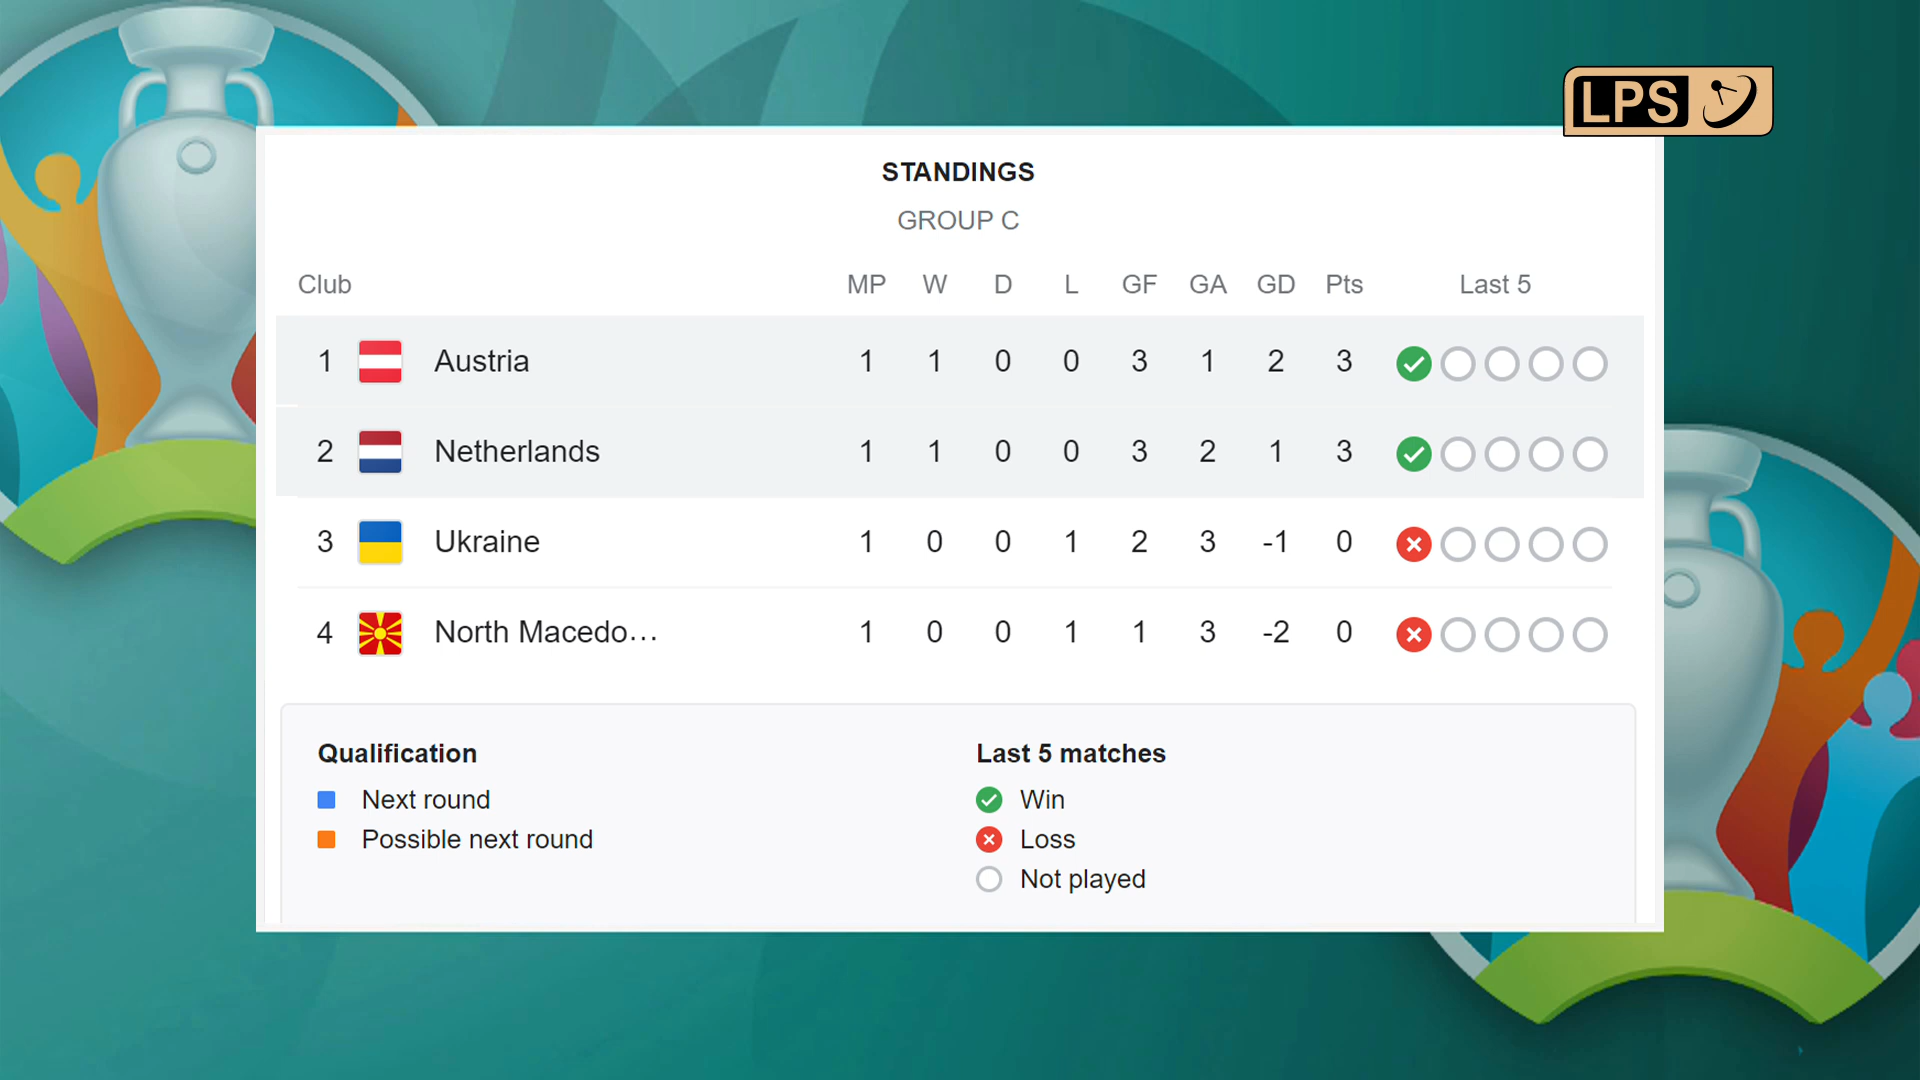 LPS
STANDINGS
GROUP C
Club MP W D L GF GA GD Pts Last 5
1 Austria 1 1 0 0 3 1 2 3
2 Netherlands 1 1 0 0 3 2 1 3
3 Ukraine 1 0 0 1 2 3 -1 0
4 North Macedo… 1 0 0 1 1 3 -2 0
Qualification
Next round
Possible next round
Last 5 matches
Win
Loss
Not played